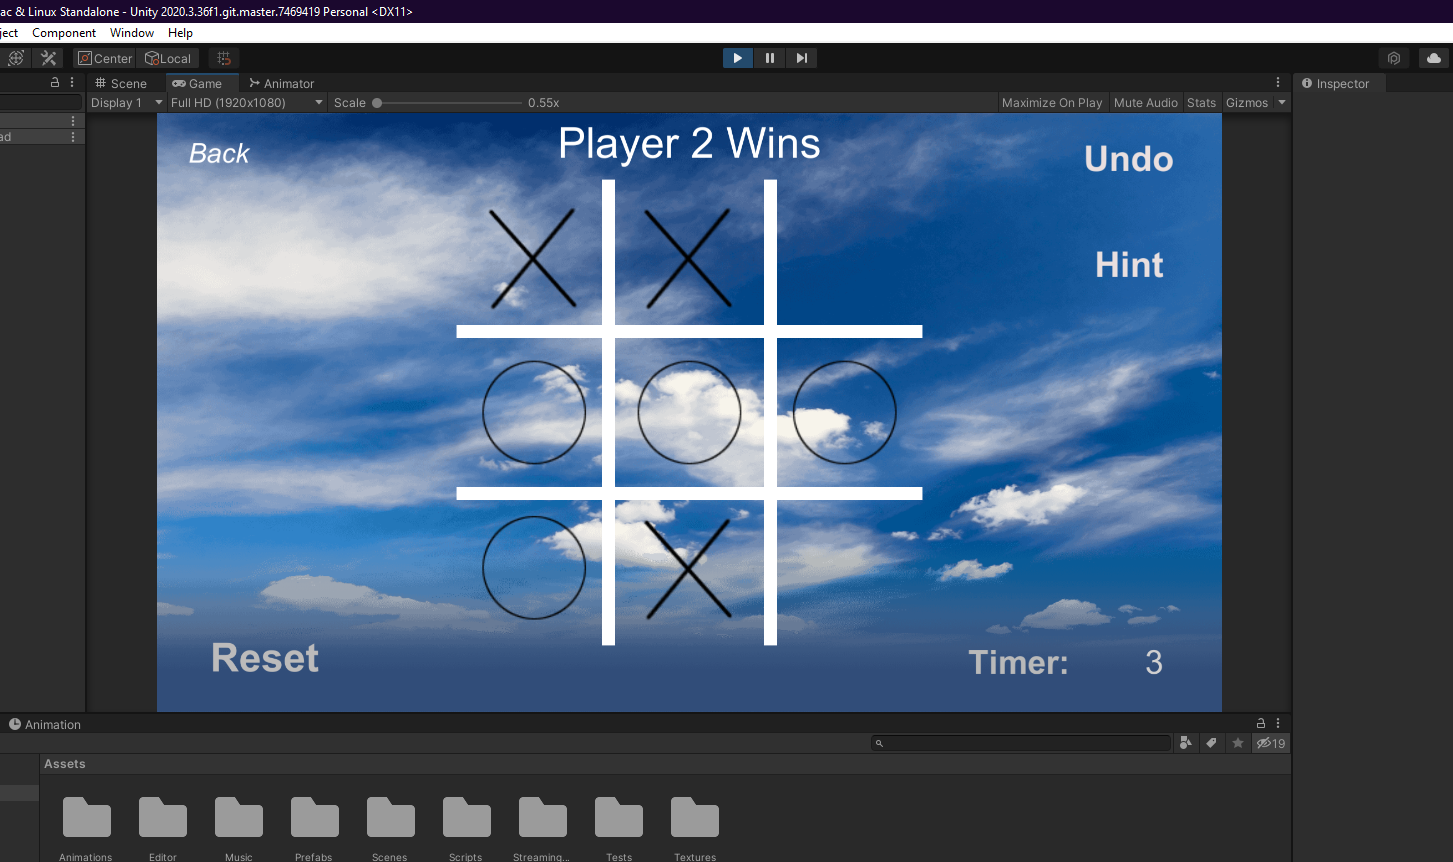 ac & Linux Standalone - Unity 2020.3.36f1.git.master.7469419 Personal <DX11>
ject Component Window Help
Center Local
Scene Game Animator Inspector
Display 1 Full HD (1920x1080) Scale 0.55x Maximize On Play Mute Audio Stats Gizmos
ad
Back Player 2 Wins Undo
Hint
Reset Timer: 3
Animation
19
Assets
Animations Editor Music Prefabs Scenes Scripts Streaming... Tests Textures